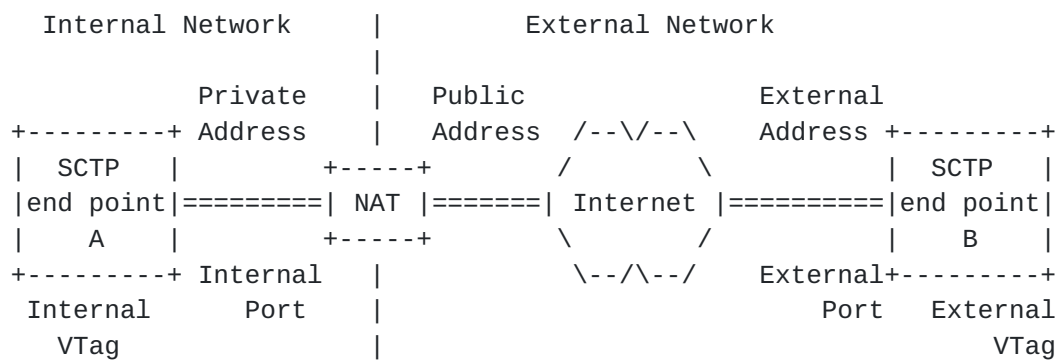 Internal Network | External Network
|
Private | Public External
+---------+ Address | Address /--\/--\ Address +---------+
| SCTP | +-----+ / \ | SCTP |
|end point|=========| NAT |=======| Internet |==========|end point|
| A | +-----+ \ / | B |
+---------+ Internal | \--/\--/ External+---------+
Internal Port | Port External
VTag | VTag